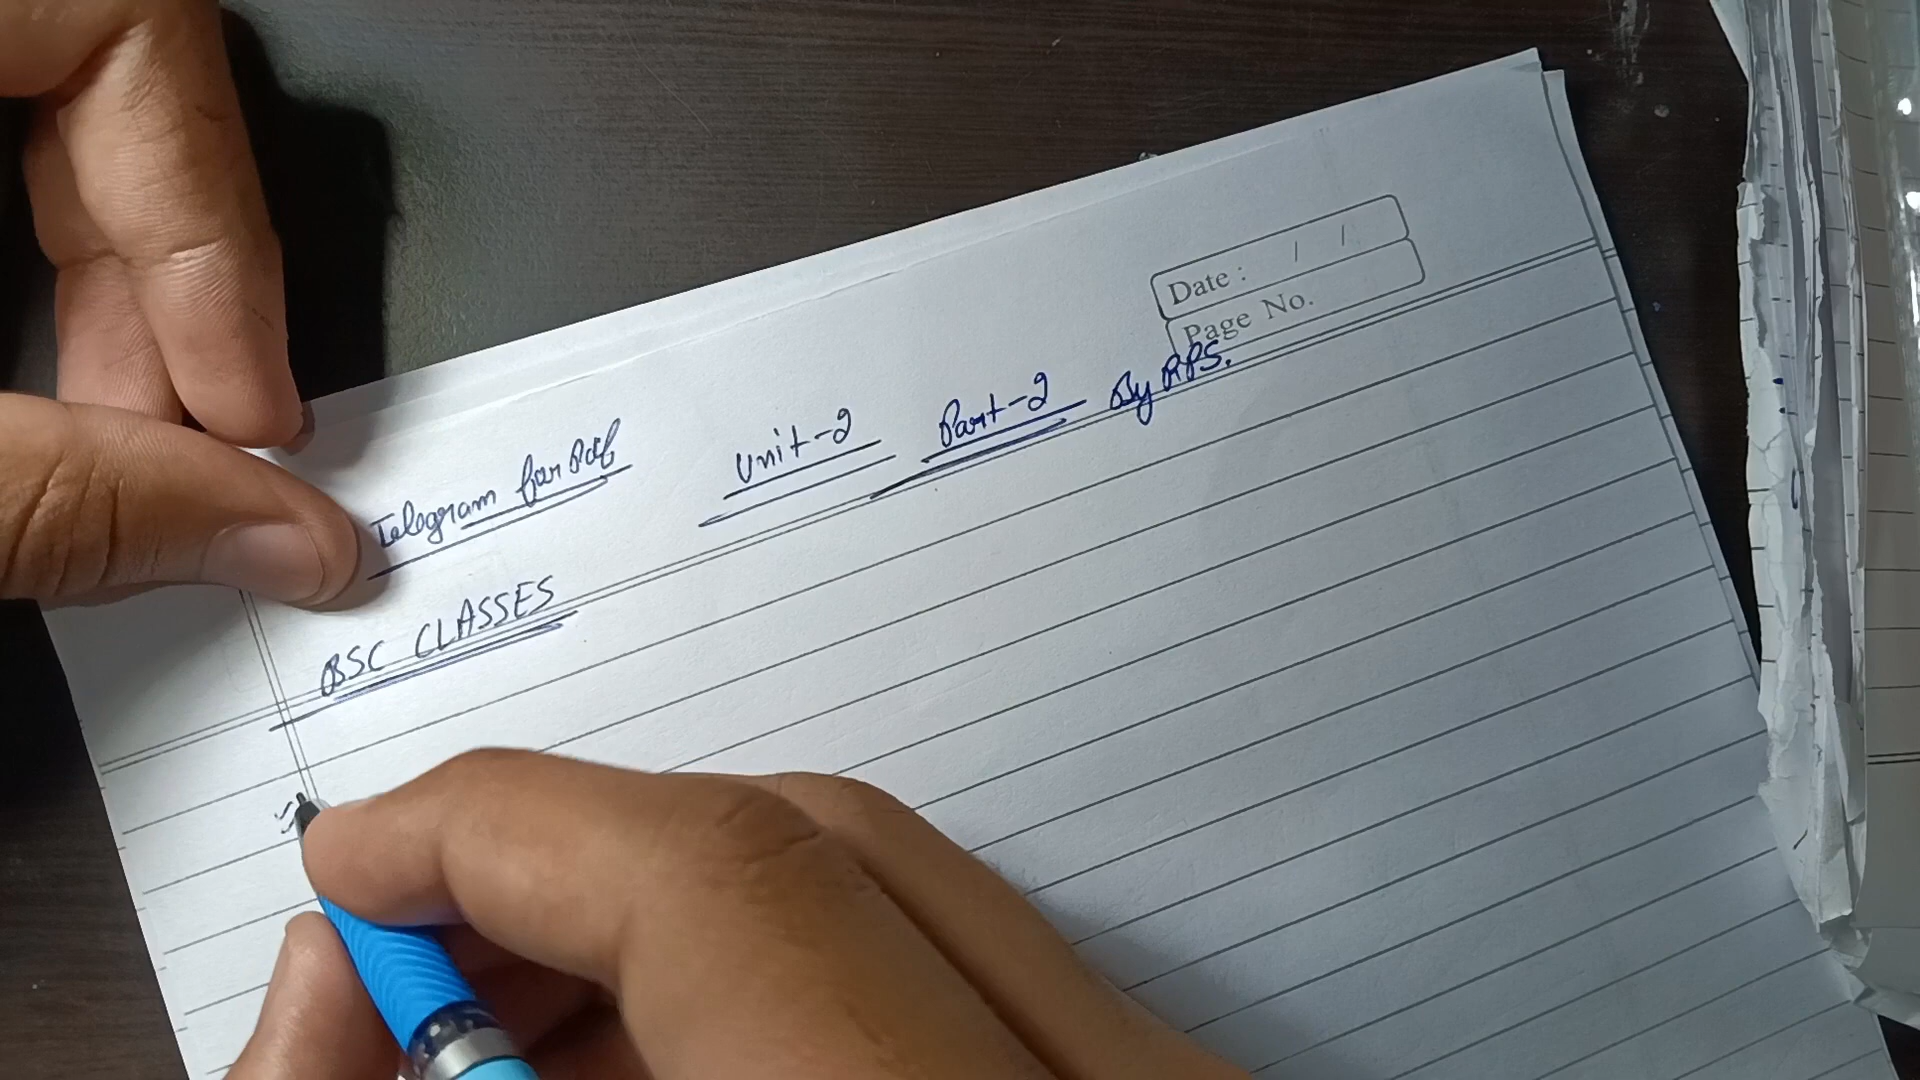 Date : / /
Page No.
Telegram for Pdf Unit-2 Part-2 By RPS.
BSC CLASSES